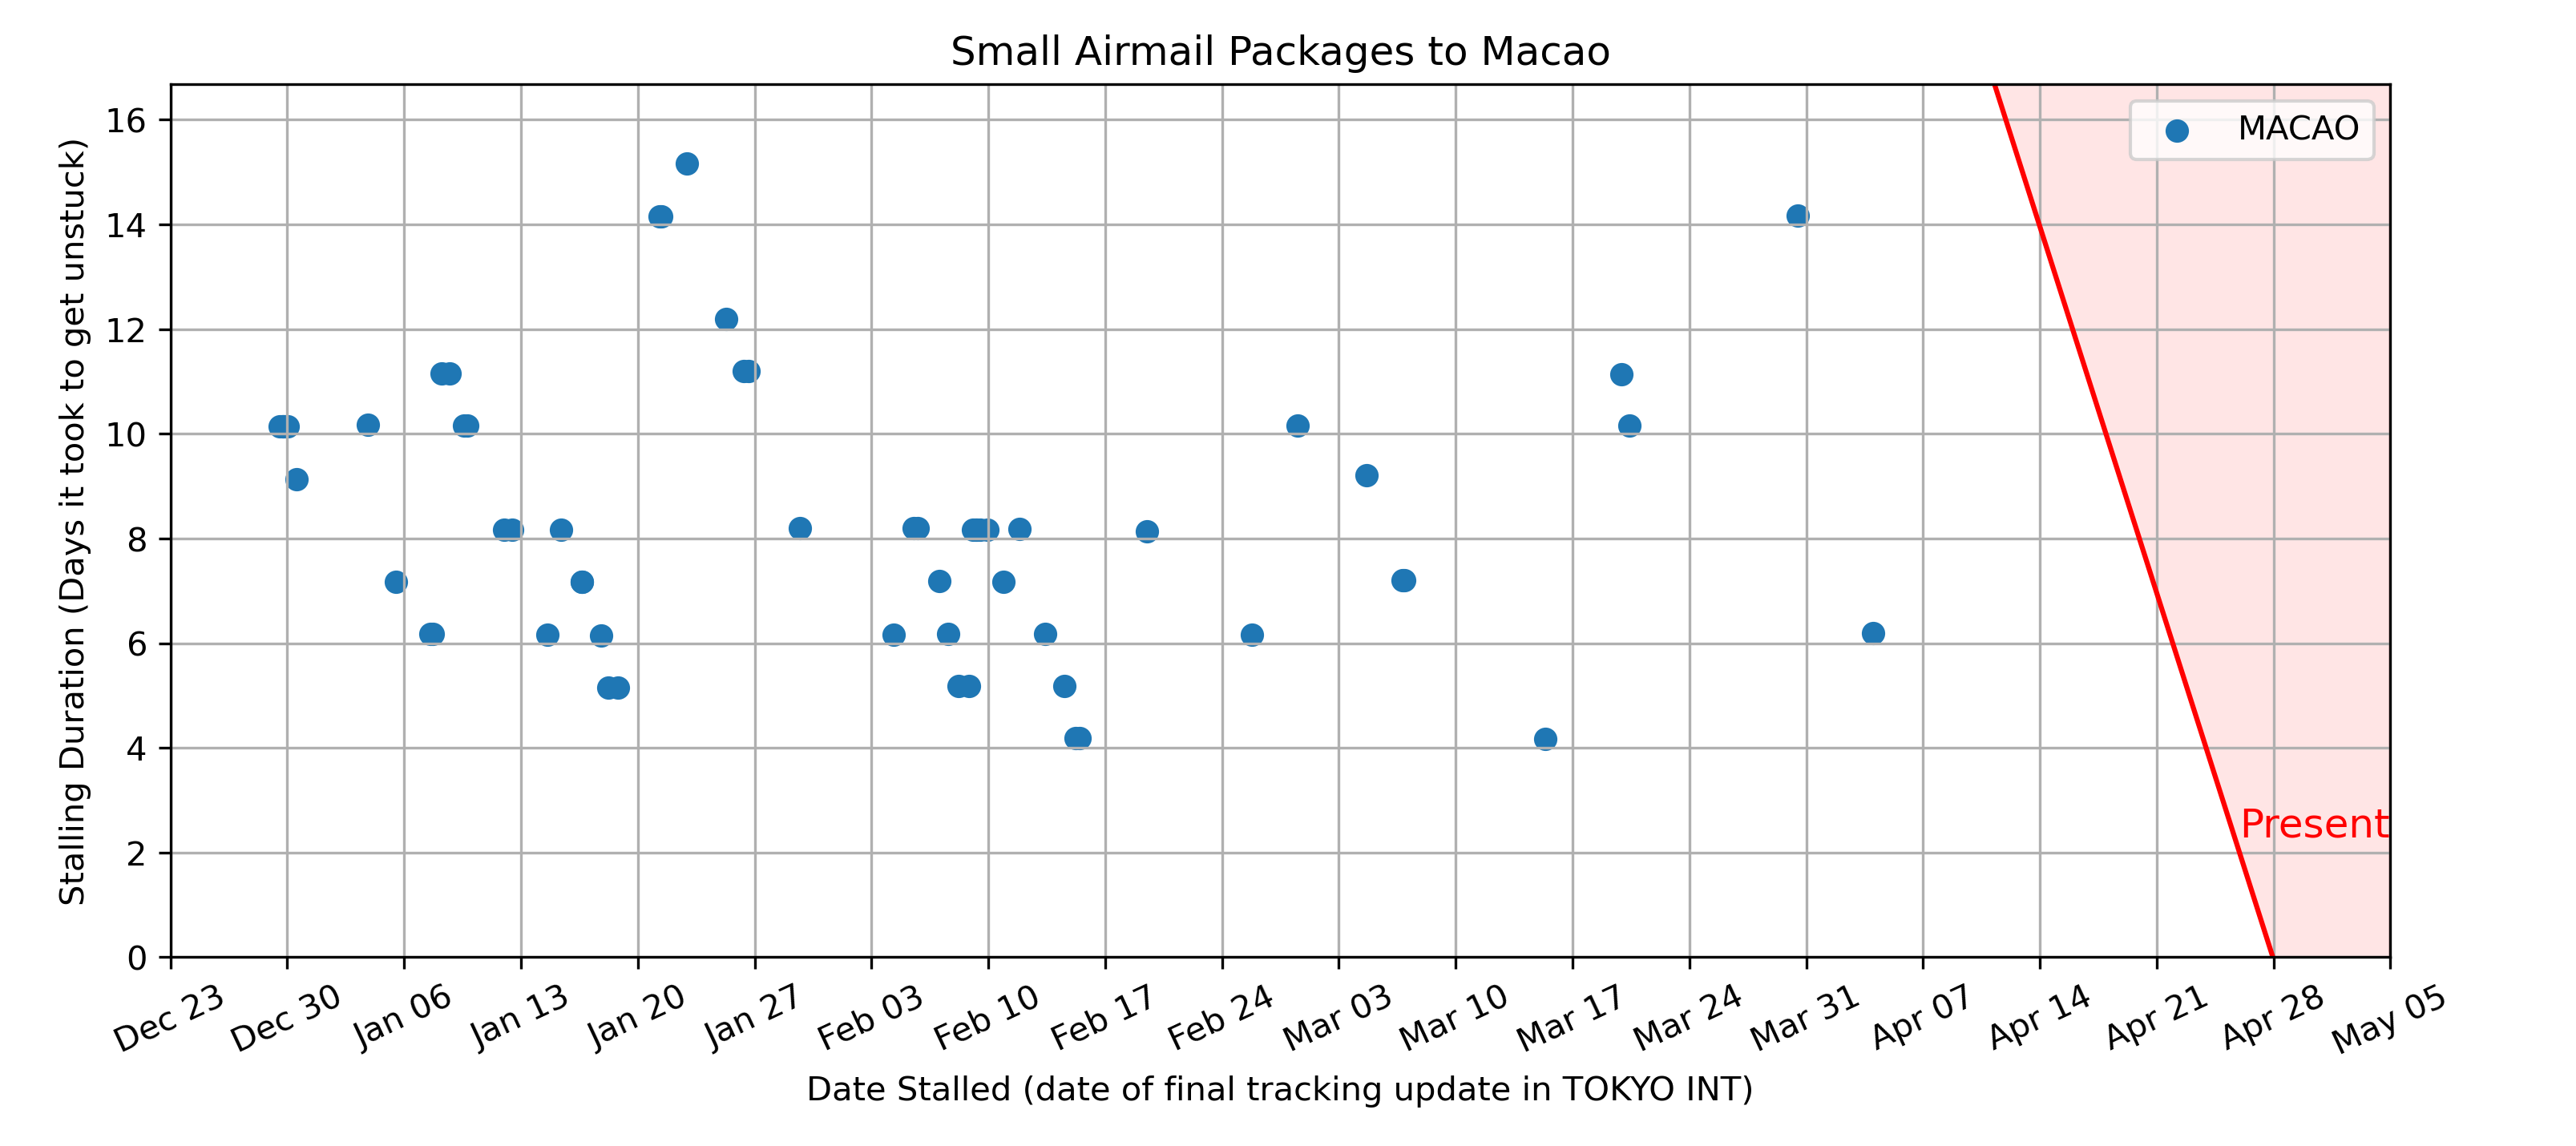 Small Airmail Packages to Macao
Stalling Duration (Days it took to get unstuck)
16
14
12
10
8
6
4
2
0
MACAO
Present
Dec 23
Dec 30
Jan 06
Jan 13
Jan 20
Jan 27
Feb 03
Feb 10
Feb 17
Feb 24
Mar 03
Mar 10
Mar 17
Mar 24
Mar 31
Apr 07
Apr 14
Apr 21
Apr 28
May 05
Date Stalled (date of final tracking update in TOKYO INT)